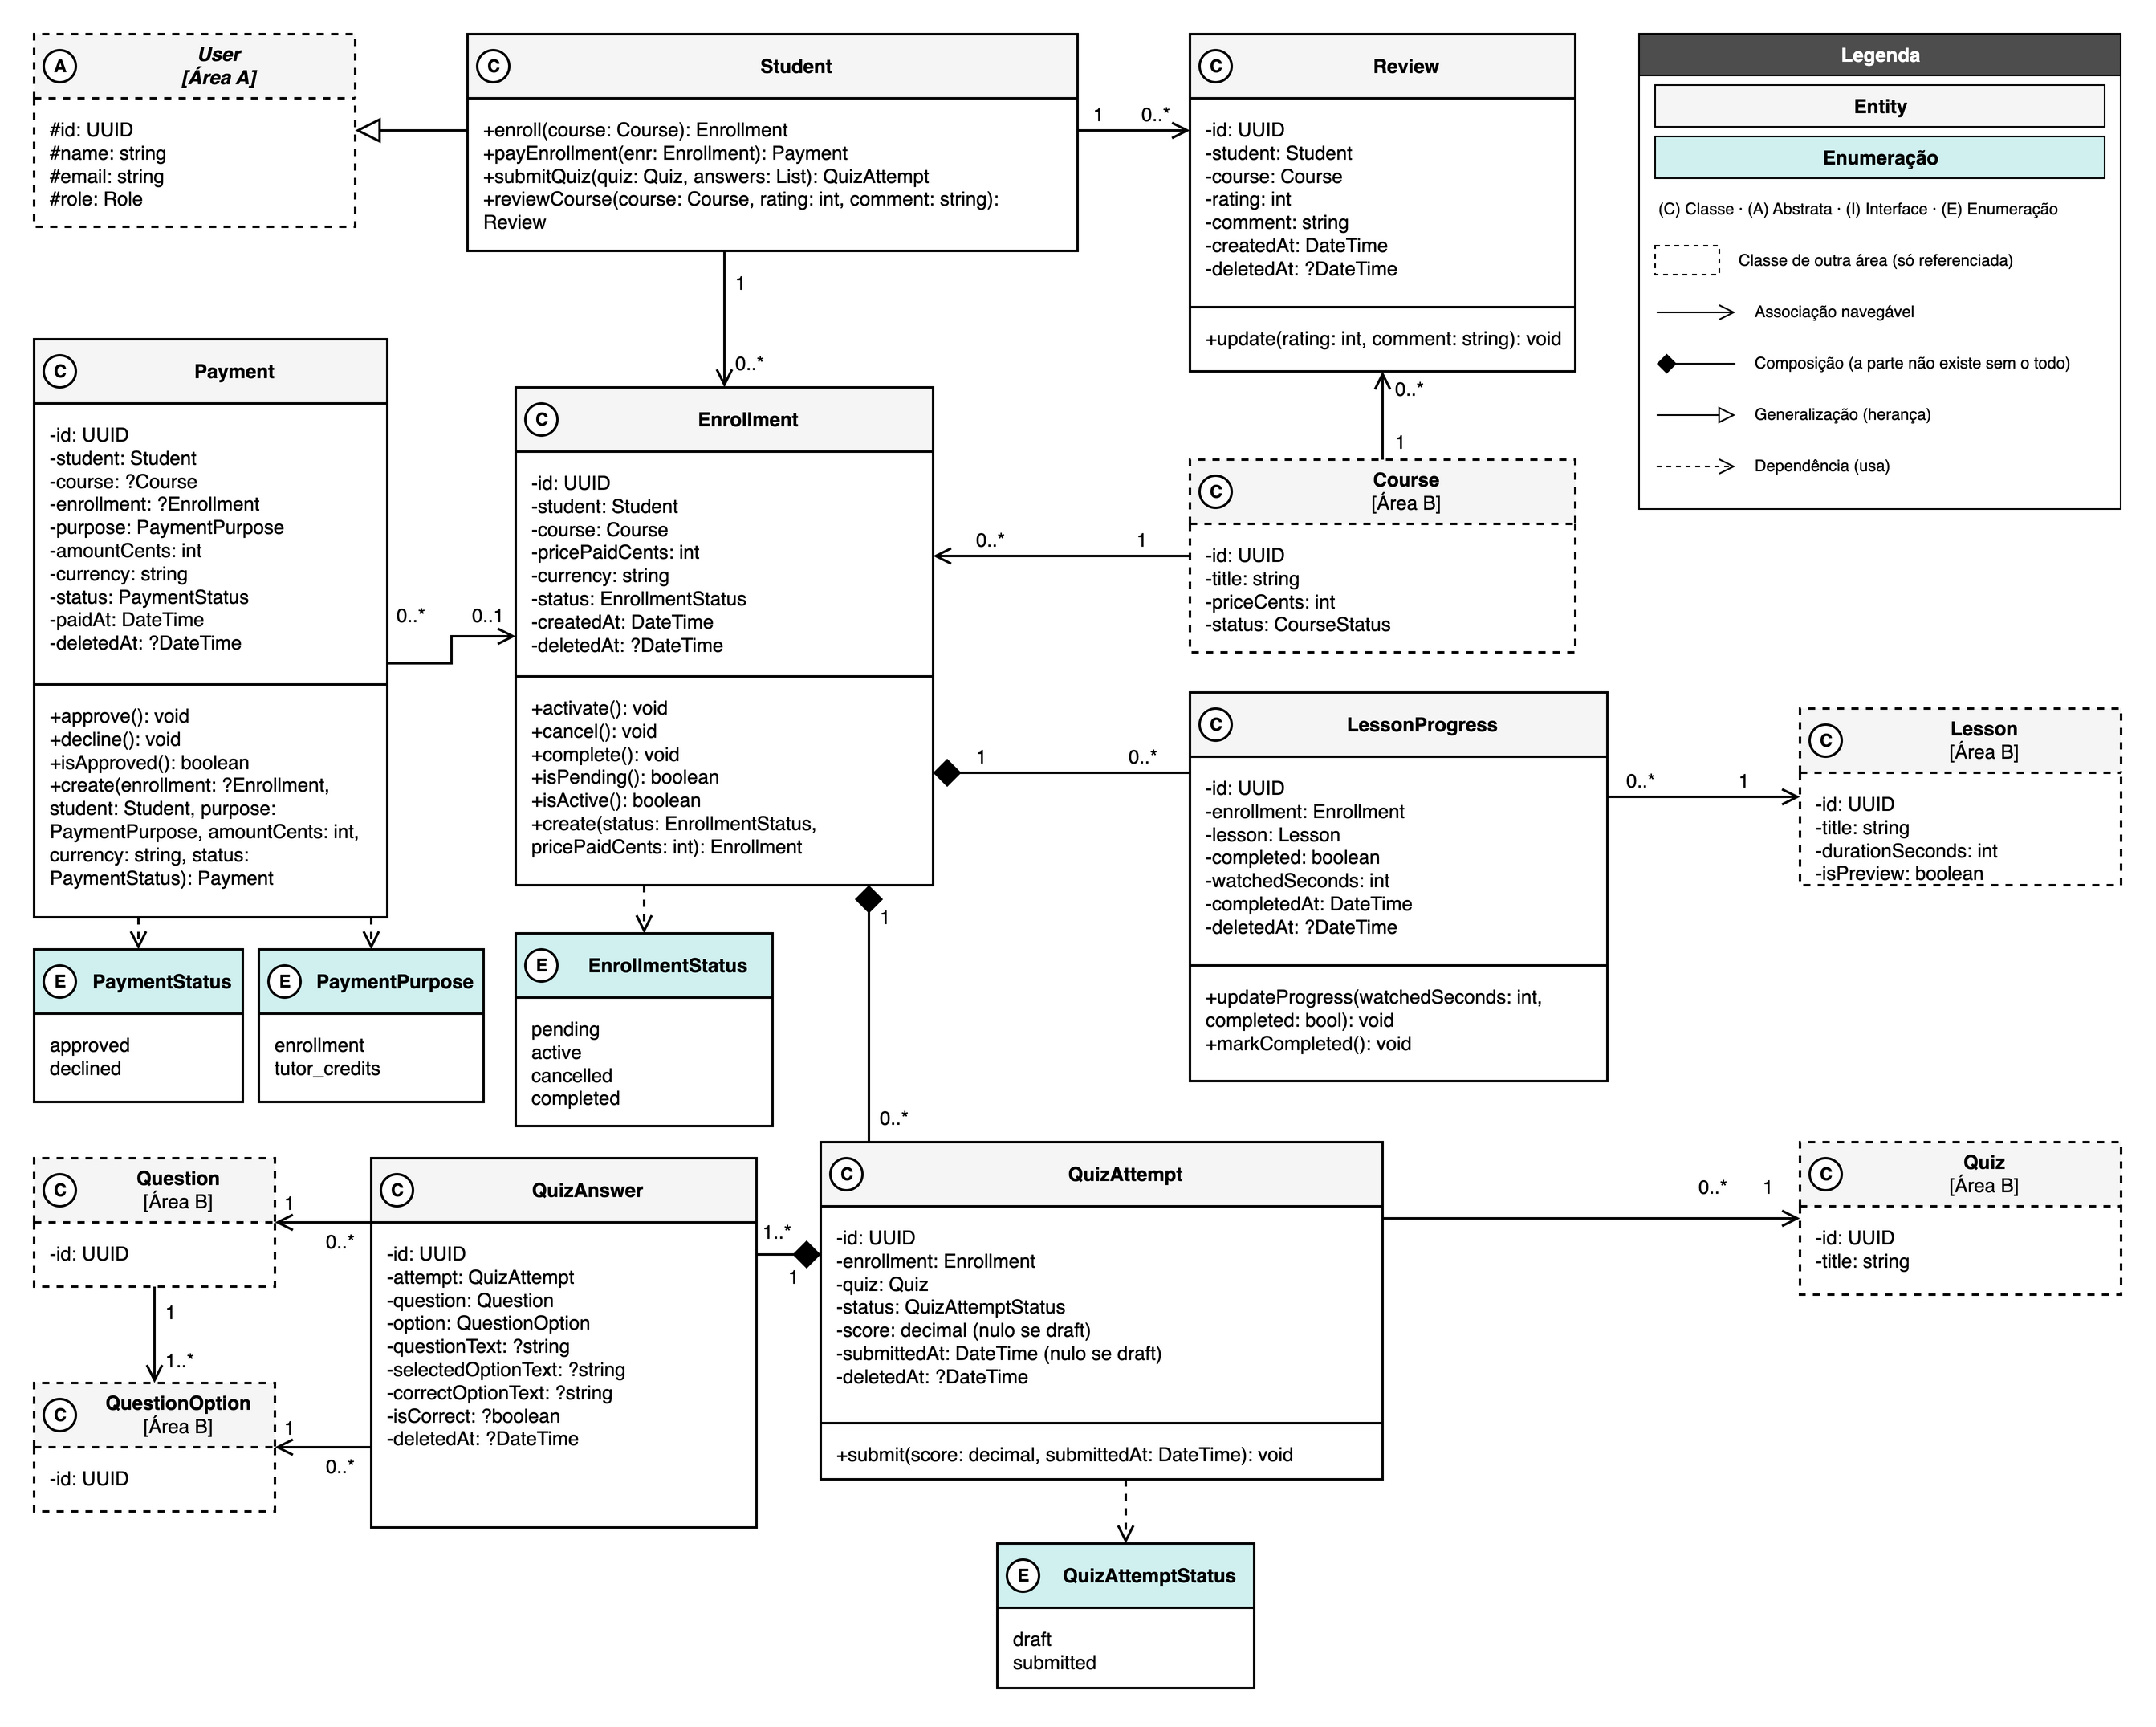 A
User
[Área A]
#id: UUID
#name: string
#email: string
#role: Role
C
Student
+enroll(course: Course): Enrollment
+payEnrollment(enr: Enrollment): Payment
+submitQuiz(quiz: Quiz, answers: List): QuizAttempt
+reviewCourse(course: Course, rating: int, comment: string):
Review
1
0..*
C
Review
-id: UUID
-student: Student
-course: Course
-rating: int
-comment: string
-createdAt: DateTime
-deletedAt: ?DateTime
+update(rating: int, comment: string): void
Legenda
Entity
Enumeração
(C) Classe · (A) Abstrata · (I) Interface · (E) Enumeração
Classe de outra área (só referenciada)
Associação navegável
Composição (a parte não existe sem o todo)
Generalização (herança)
Dependência (usa)
1
0..*
0..*
1
C
Payment
-id: UUID
-student: Student
-course: ?Course
-enrollment: ?Enrollment
-purpose: PaymentPurpose
-amountCents: int
-currency: string
-status: PaymentStatus
-paidAt: DateTime
-deletedAt: ?DateTime
+approve(): void
+decline(): void
+isApproved(): boolean
+create(enrollment: ?Enrollment,
student: Student, purpose:
PaymentPurpose, amountCents: int,
currency: string, status:
PaymentStatus): Payment
0..*
0..1
C
Enrollment
-id: UUID
-student: Student
-course: Course
-pricePaidCents: int
-currency: string
-status: EnrollmentStatus
-createdAt: DateTime
-deletedAt: ?DateTime
+activate(): void
+cancel(): void
+complete(): void
+isPending(): boolean
+isActive(): boolean
+create(status: EnrollmentStatus,
pricePaidCents: int): Enrollment
0..*
1
C
Course
[Área B]
-id: UUID
-title: string
-priceCents: int
-status: CourseStatus
1
0..*
C
LessonProgress
-id: UUID
-enrollment: Enrollment
-lesson: Lesson
-completed: boolean
-watchedSeconds: int
-completedAt: DateTime
-deletedAt: ?DateTime
+updateProgress(watchedSeconds: int,
completed: bool): void
+markCompleted(): void
0..*
1
C
Lesson
[Área B]
-id: UUID
-title: string
-durationSeconds: int
-isPreview: boolean
E
PaymentStatus
approved
declined
E
PaymentPurpose
enrollment
tutor_credits
E
EnrollmentStatus
pending
active
cancelled
completed
1
0..*
C
Question
[Área B]
-id: UUID
1
0..*
1
1..*
C
QuestionOption
[Área B]
-id: UUID
1
0..*
C
QuizAnswer
-id: UUID
-attempt: QuizAttempt
-question: Question
-option: QuestionOption
-questionText: ?string
-selectedOptionText: ?string
-correctOptionText: ?string
-isCorrect: ?boolean
-deletedAt: ?DateTime
1..*
1
C
QuizAttempt
-id: UUID
-enrollment: Enrollment
-quiz: Quiz
-status: QuizAttemptStatus
-score: decimal (nulo se draft)
-submittedAt: DateTime (nulo se draft)
-deletedAt: ?DateTime
+submit(score: decimal, submittedAt: DateTime): void
0..*
1
C
Quiz
[Área B]
-id: UUID
-title: string
E
QuizAttemptStatus
draft
submitted